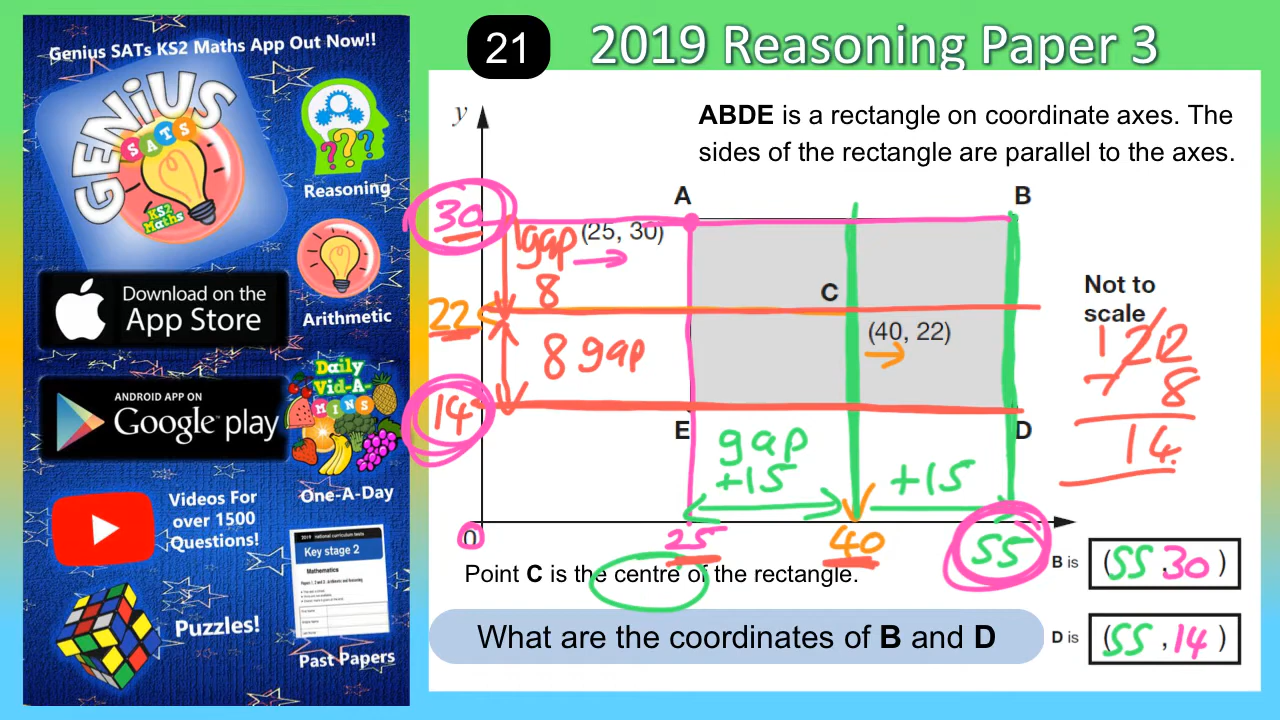 Genius SATs KS2 Maths App Out Now!!
GENiUS
SATS
KS2
Maths
Reasoning
Arithmetic
Download on the
App Store
ANDROID APP ON
Google play
Daily
Vid-A-
MINS
One-A-Day
Videos For
over 1500
Questions!
Key stage 2
Mathematics
Puzzles!
Past Papers
21
2019 Reasoning Paper 3
ABDE is a rectangle on coordinate axes. The
sides of the rectangle are parallel to the axes.
y
A
B
30
gap
(25, 30)
8
C
22
(40, 22)
8 gap
14
E
D
gap
+15
+15
0
25
40
55
Not to
scale
122
- 8
14
Point C is the centre of the rectangle.
What are the coordinates of B and D
B is
(55 ,30 )
D is
(55 ,14 )